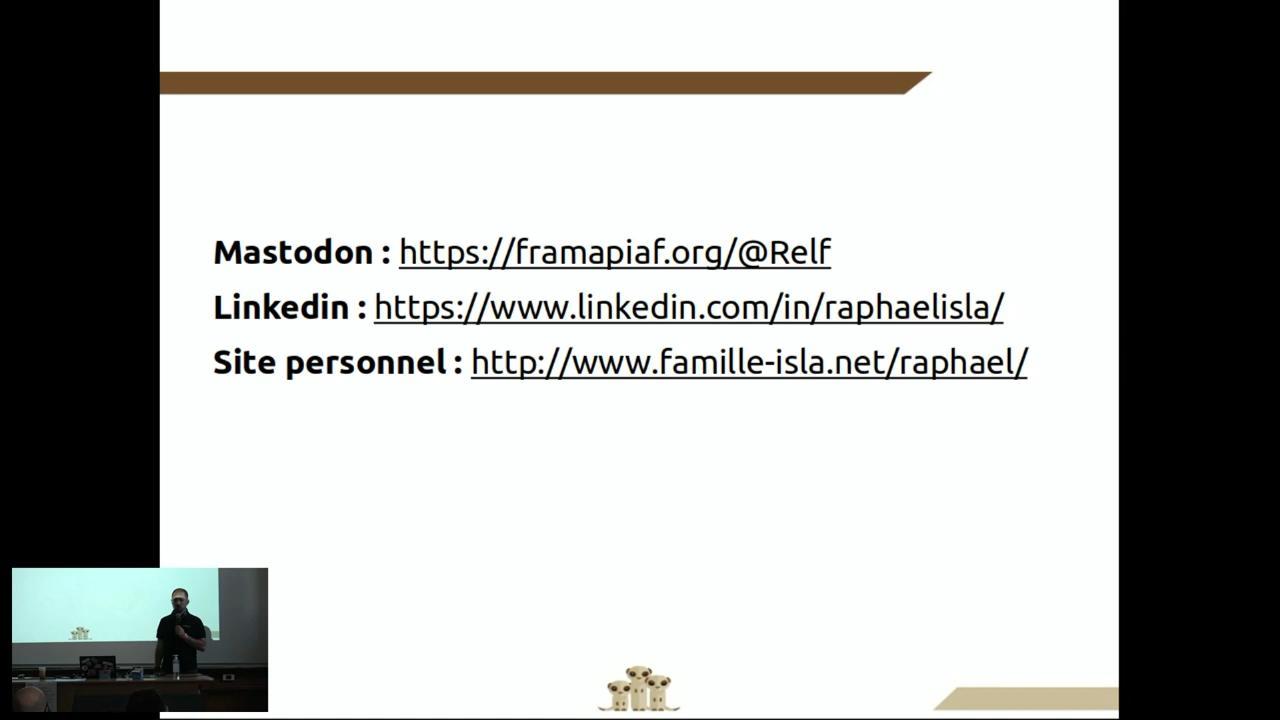 Mastodon : https://framapiaf.org/@Relf
Linkedin : https://www.linkedin.com/in/raphaelisla/
Site personnel : http://www.famille-isla.net/raphael/